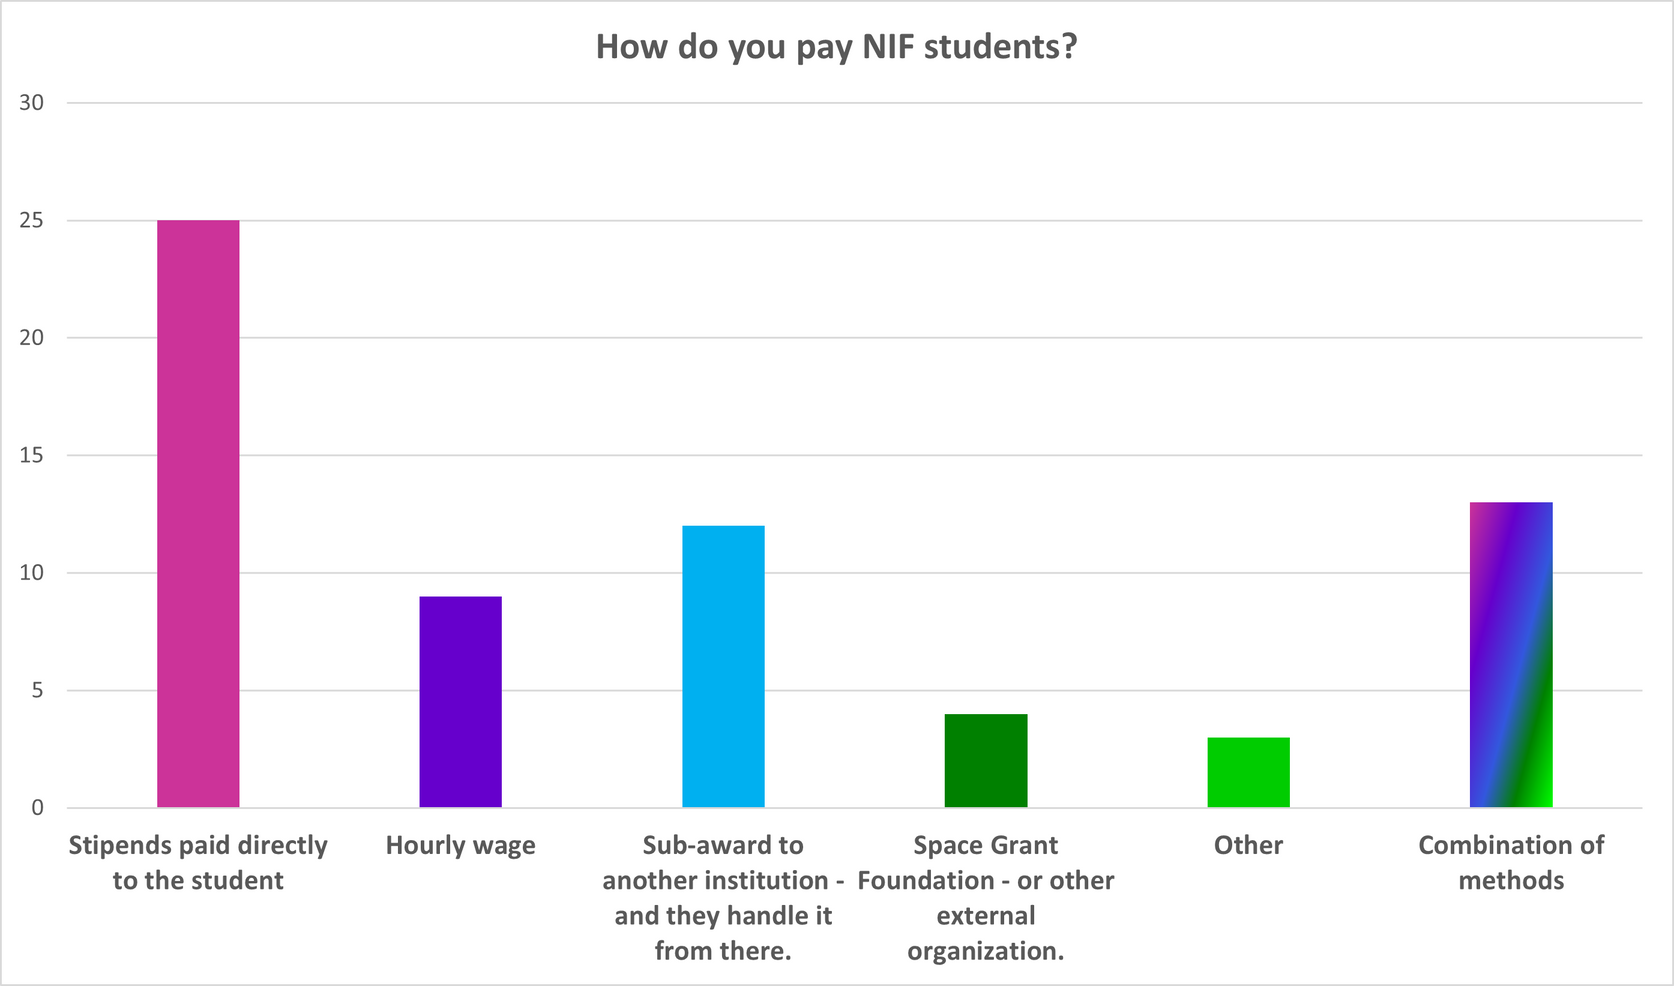 How do you pay NIF students?
30
25
20
15
10
5
0
Stipends paid directly
to the student
Hourly wage
Sub-award to
another institution -
and they handle it
from there.
Space Grant
Foundation - or other
external
organization.
Other
Combination of
methods